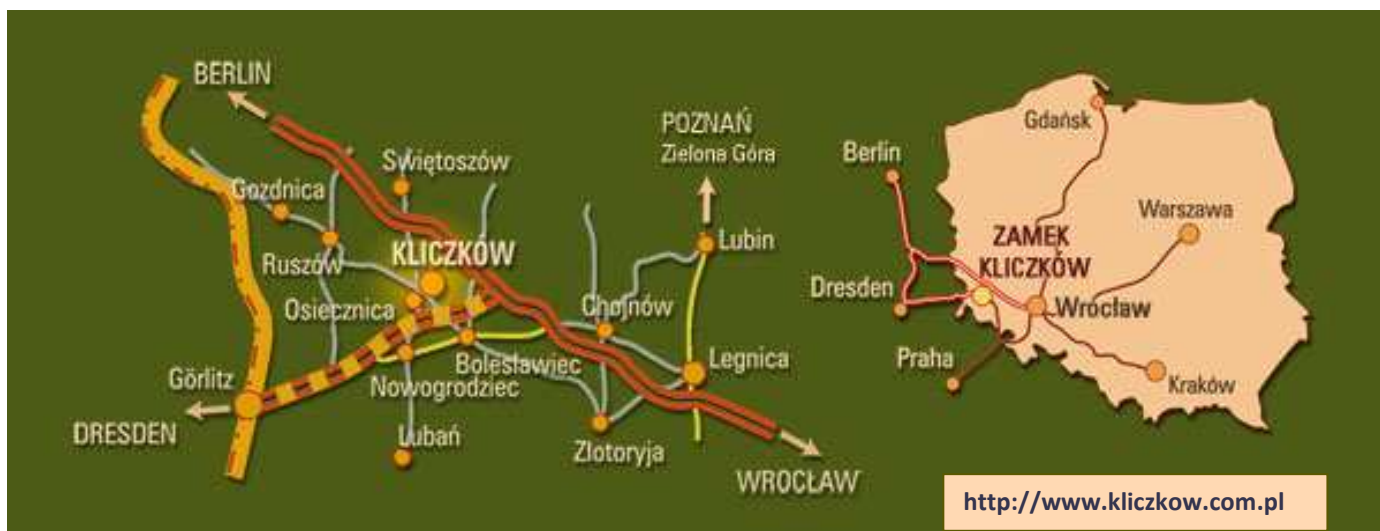 BERLIN
POZNAŃ
Zielona Góra
Świętoszów
Gozdnica
KLICZKÓW
Lubin
Ruszów
Osiecznica
Chojnów
Bolesławiec
Legnica
Görlitz
Nowogrodziec
DRESDEN
Lubań
Złotoryja
WROCŁAW
Gdańsk
Berlin
Warszawa
ZAMEK
KLICZKÓW
Dresden
Wrocław
Praha
Kraków
http://www.kliczkow.com.pl